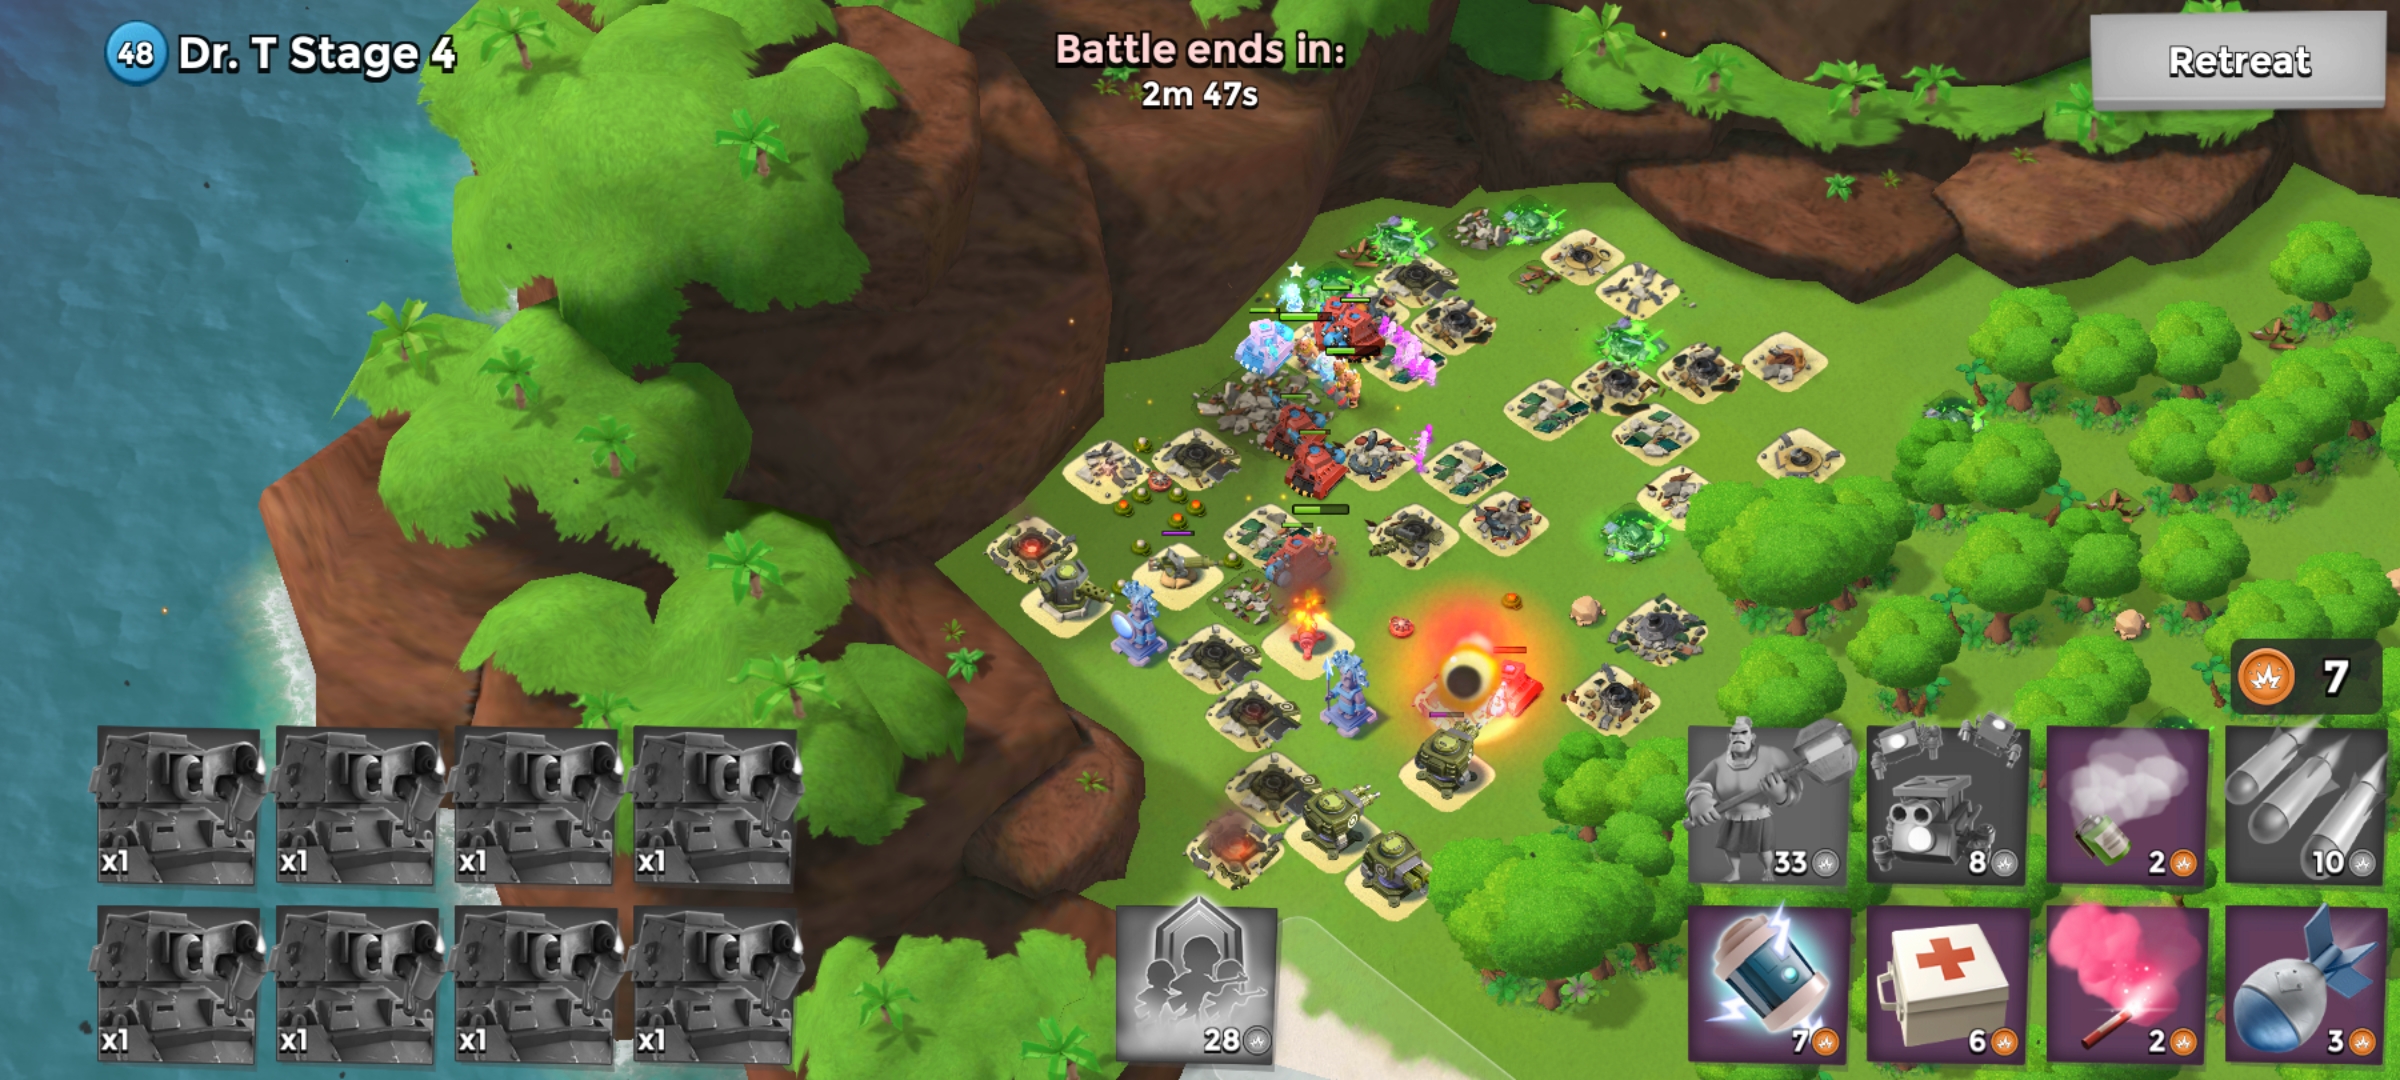 48 Dr. T Stage 4
Battle ends in:
2m 47s
Retreat
7
x1 x1 x1 x1
33 8 2 10
x1 x1 x1 x1
28
7 6 2 3